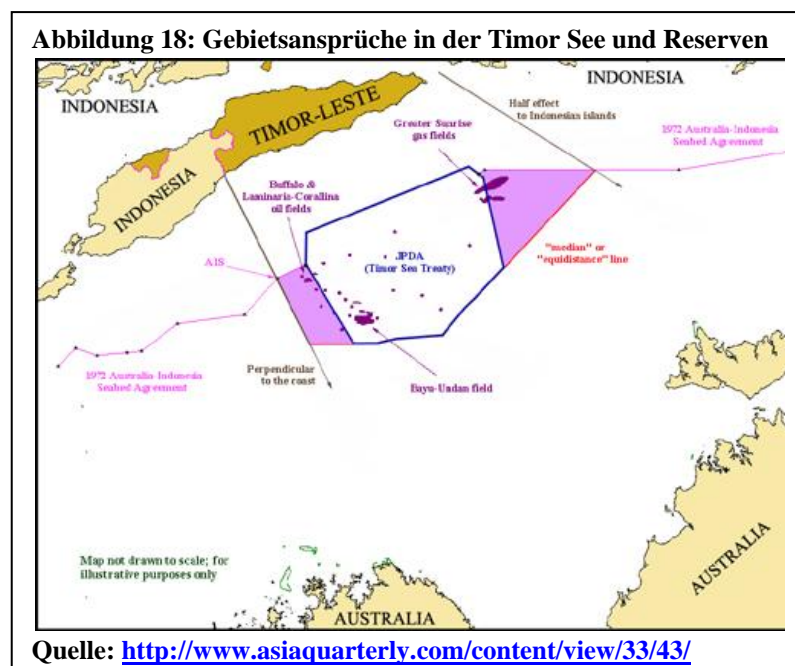 Abbildung 18: Gebietsansprüche in der Timor See und Reserven
INDONESIA
INDONESIA
TIMOR-LESTE
Half effect
to Indonesian islands
Greater Sunrise
gas fields
1972 Australia-Indonesia
Seabed Agreement
INDONESIA
Buffalo &
Laminaria-Corallina
oil fields
JPDA
(Timor Sea Treaty)
"median" or
"equidistance" line
A15
1972 Australia-Indonesia
Seabed Agreement
Perpendicular
to the coast
Bayu-Undan field
Map not drawn to scale; for
illustrative purposes only
AUSTRALIA
AUSTRALIA
Quelle: http://www.asiaquarterly.com/content/view/33/43/